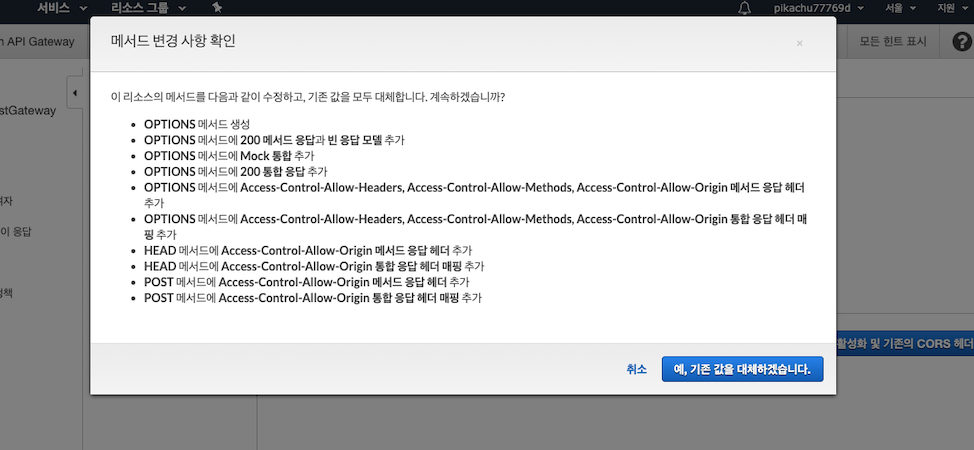 서비스 리소스 그룹 pikachu77769d 서울 지원
n API Gateway 모든 힌트 표시 ?
메서드 변경 사항 확인 ×
stGateway
이 리소스의 메서드를 다음과 같이 수정하고, 기존 값을 모두 대체합니다. 계속하겠습니까?
• OPTIONS 메서드 생성
• OPTIONS 메서드에 200 메서드 응답과 빈 응답 모델 추가
• OPTIONS 메서드에 Mock 통합 추가
• OPTIONS 메서드에 200 통합 응답 추가
• OPTIONS 메서드에 Access-Control-Allow-Headers, Access-Control-Allow-Methods, Access-Control-Allow-Origin 메서드 응답 헤더
추가
• OPTIONS 메서드에 Access-Control-Allow-Headers, Access-Control-Allow-Methods, Access-Control-Allow-Origin 통합 응답 헤더 매
핑 추가
• HEAD 메서드에 Access-Control-Allow-Origin 메서드 응답 헤더 추가
• HEAD 메서드에 Access-Control-Allow-Origin 통합 응답 헤더 매핑 추가
• POST 메서드에 Access-Control-Allow-Origin 메서드 응답 헤더 추가
• POST 메서드에 Access-Control-Allow-Origin 통합 응답 헤더 매핑 추가
이 응답
활성화 및 기존의 CORS 헤더
취소 예, 기존 값을 대체하겠습니다.